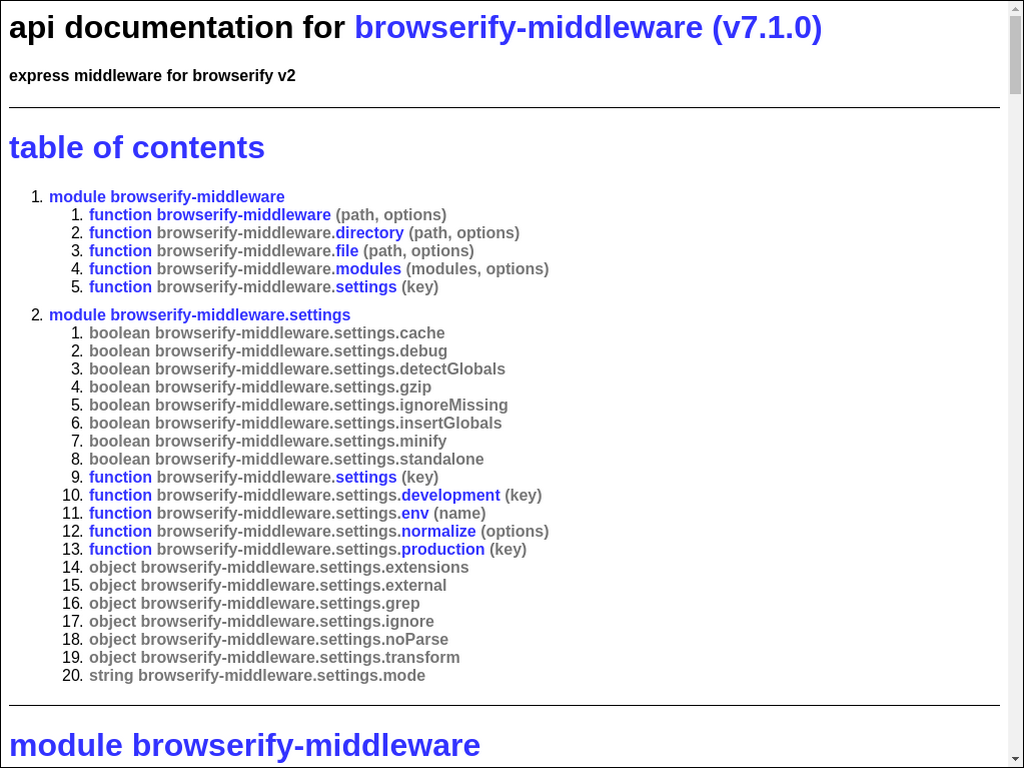 api documentation for browserify-middleware (v7.1.0)
express middleware for browserify v2
table of contents
1. module browserify-middleware
1. function browserify-middleware (path, options)
2. function browserify-middleware.directory (path, options)
3. function browserify-middleware.file (path, options)
4. function browserify-middleware.modules (modules, options)
5. function browserify-middleware.settings (key)
2. module browserify-middleware.settings
1. boolean browserify-middleware.settings.cache
2. boolean browserify-middleware.settings.debug
3. boolean browserify-middleware.settings.detectGlobals
4. boolean browserify-middleware.settings.gzip
5. boolean browserify-middleware.settings.ignoreMissing
6. boolean browserify-middleware.settings.insertGlobals
7. boolean browserify-middleware.settings.minify
8. boolean browserify-middleware.settings.standalone
9. function browserify-middleware.settings (key)
10. function browserify-middleware.settings.development (key)
11. function browserify-middleware.settings.env (name)
12. function browserify-middleware.settings.normalize (options)
13. function browserify-middleware.settings.production (key)
14. object browserify-middleware.settings.extensions
15. object browserify-middleware.settings.external
16. object browserify-middleware.settings.grep
17. object browserify-middleware.settings.ignore
18. object browserify-middleware.settings.noParse
19. object browserify-middleware.settings.transform
20. string browserify-middleware.settings.mode
module browserify-middleware